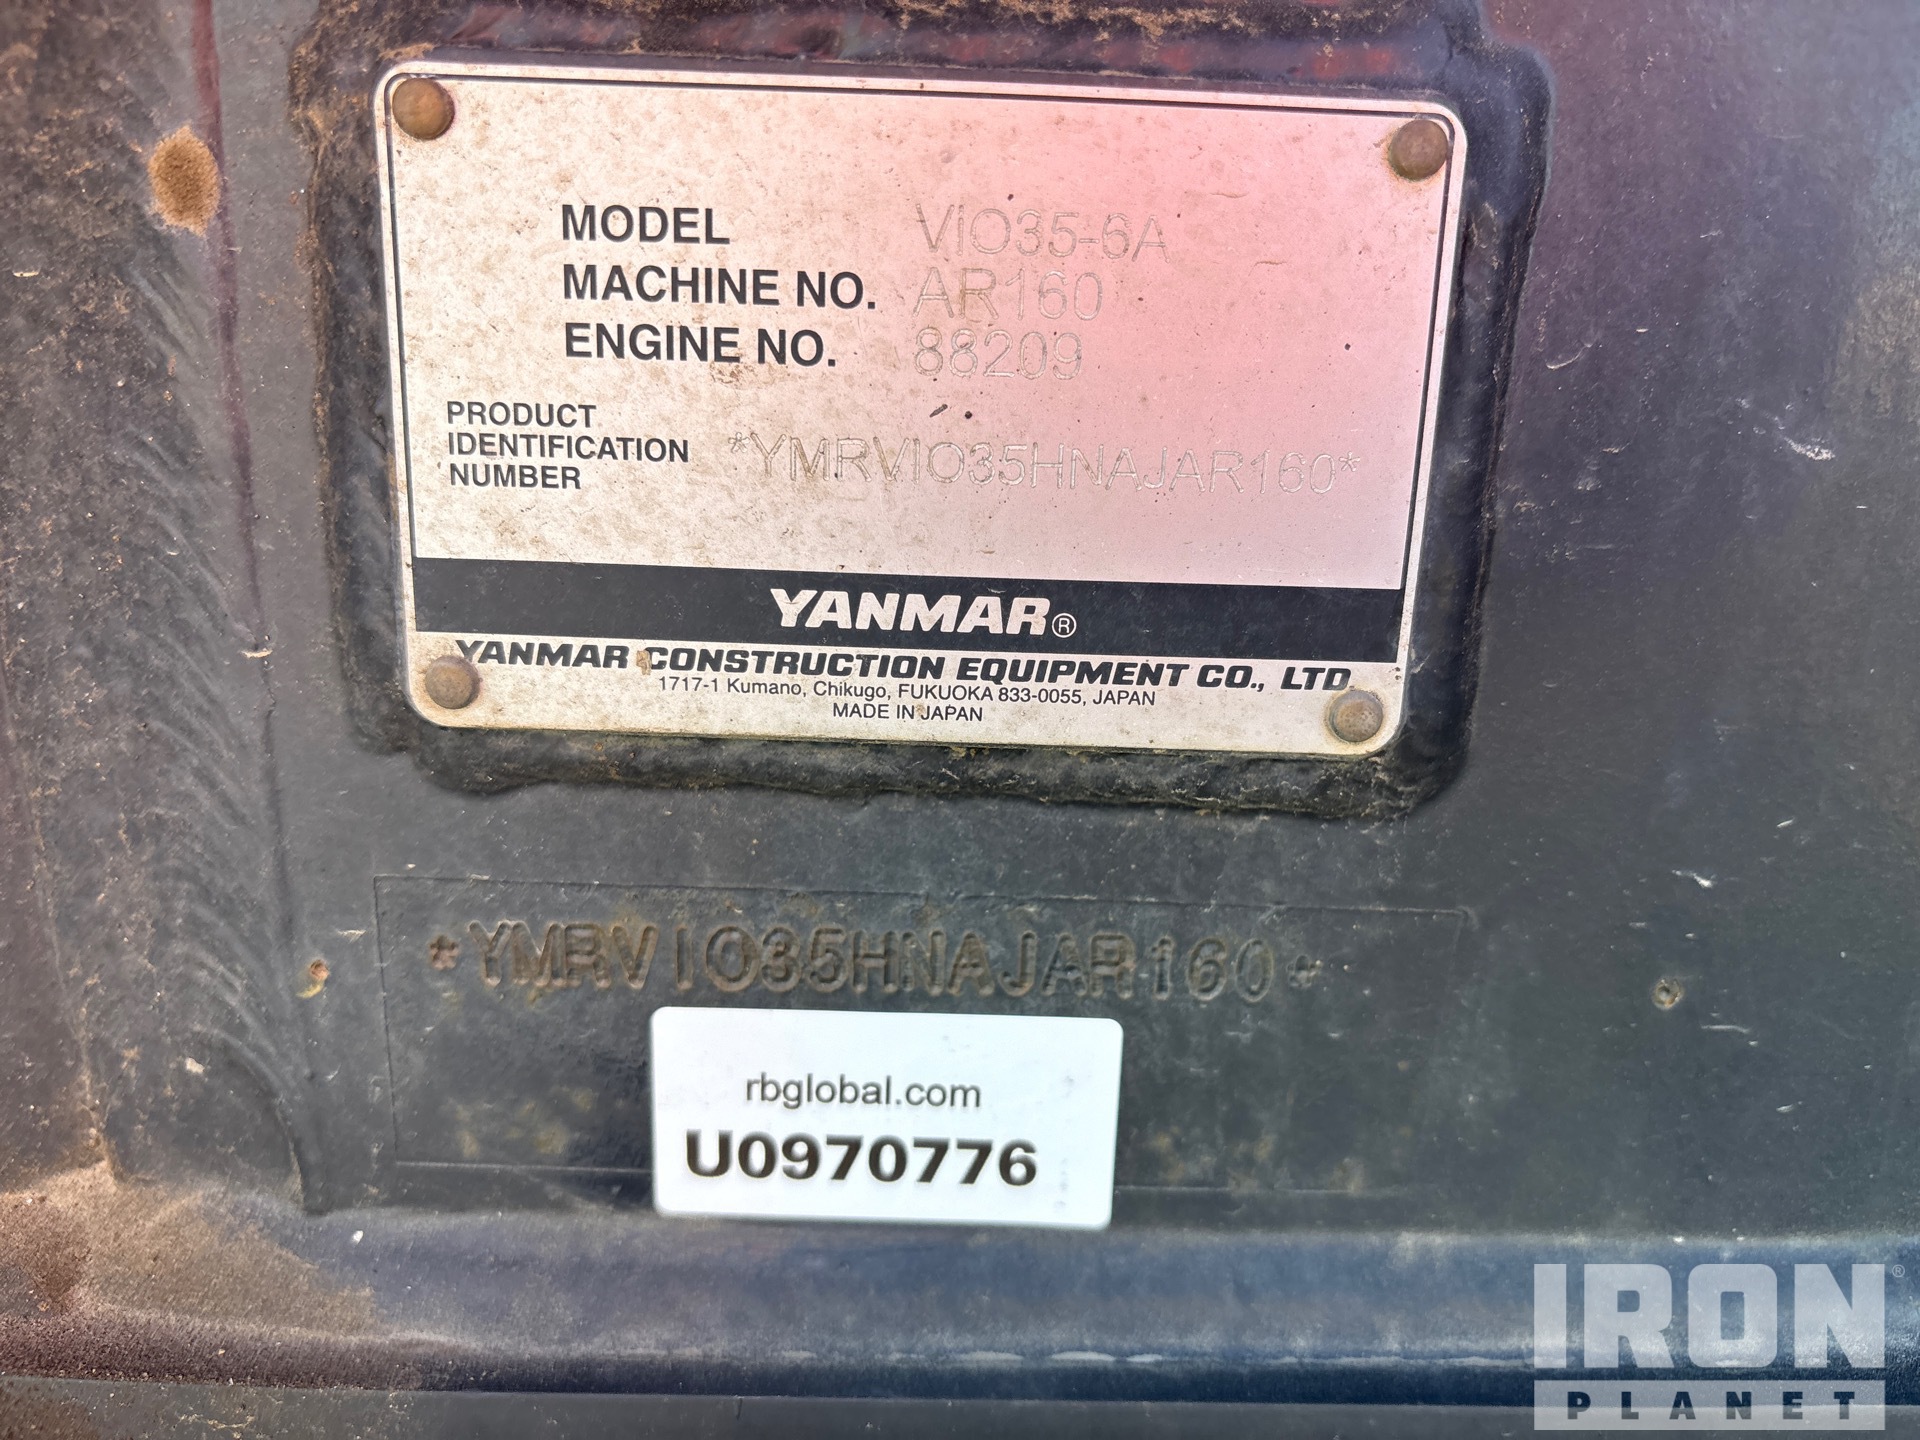 MODEL VIO35-6A
MACHINE NO. AR160
ENGINE NO. 88209
PRODUCT
IDENTIFICATION
NUMBER
*YMRVIO35HNAJAR160*
YANMAR®
YANMAR CONSTRUCTION EQUIPMENT CO., LTD.
1717-1 Kumano, Chikugo, FUKUOKA 833-0055, JAPAN
MADE IN JAPAN
*YMRVIO35HNAJAR160*
rbglobal.com
U0970776
IRON®
PLANET